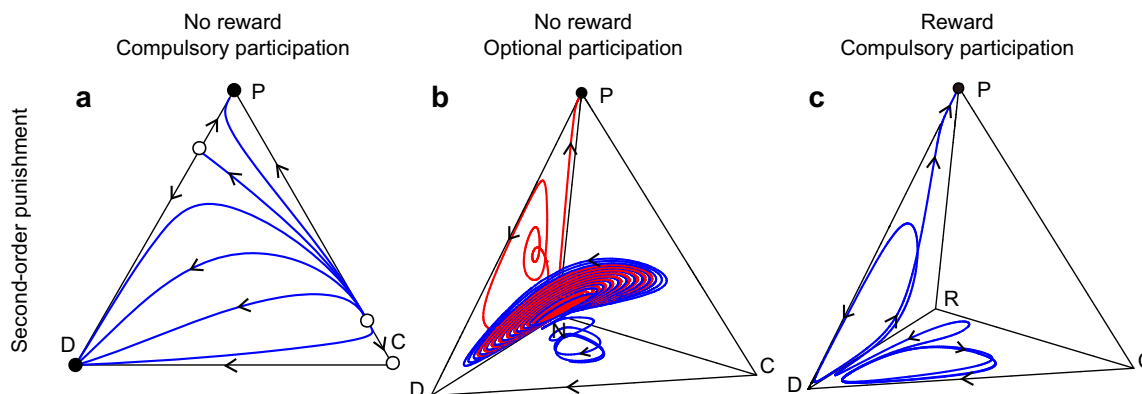 No reward
Compulsory participation
No reward
Optional participation
Reward
Compulsory participation
Second-order punishment
a
P
D
C
b
P
N
D
C
c
P
R
D
C